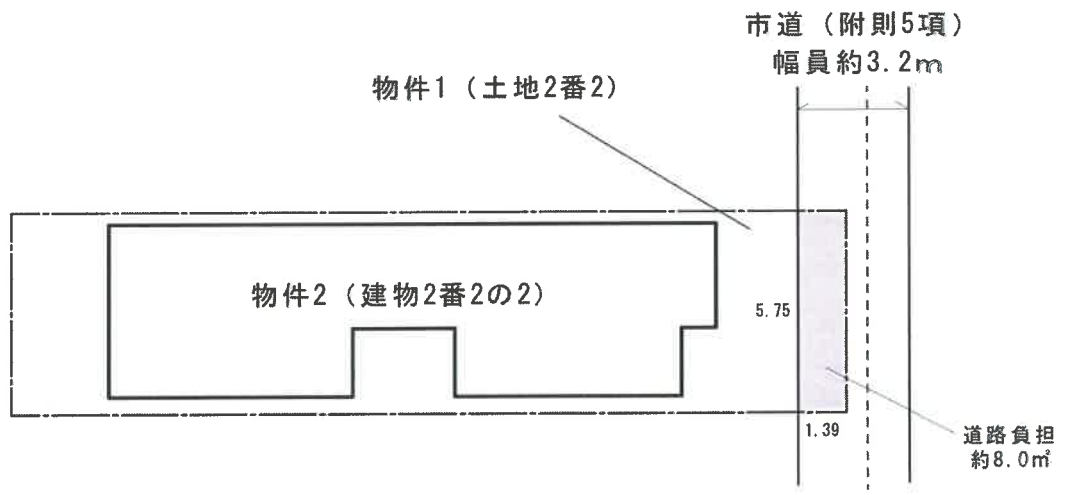 市道（附則5項）
幅員約3.2m
物件1（土地2番2）
物件2（建物2番2の2）
5.75
1.39
道路負担
約8.0㎡